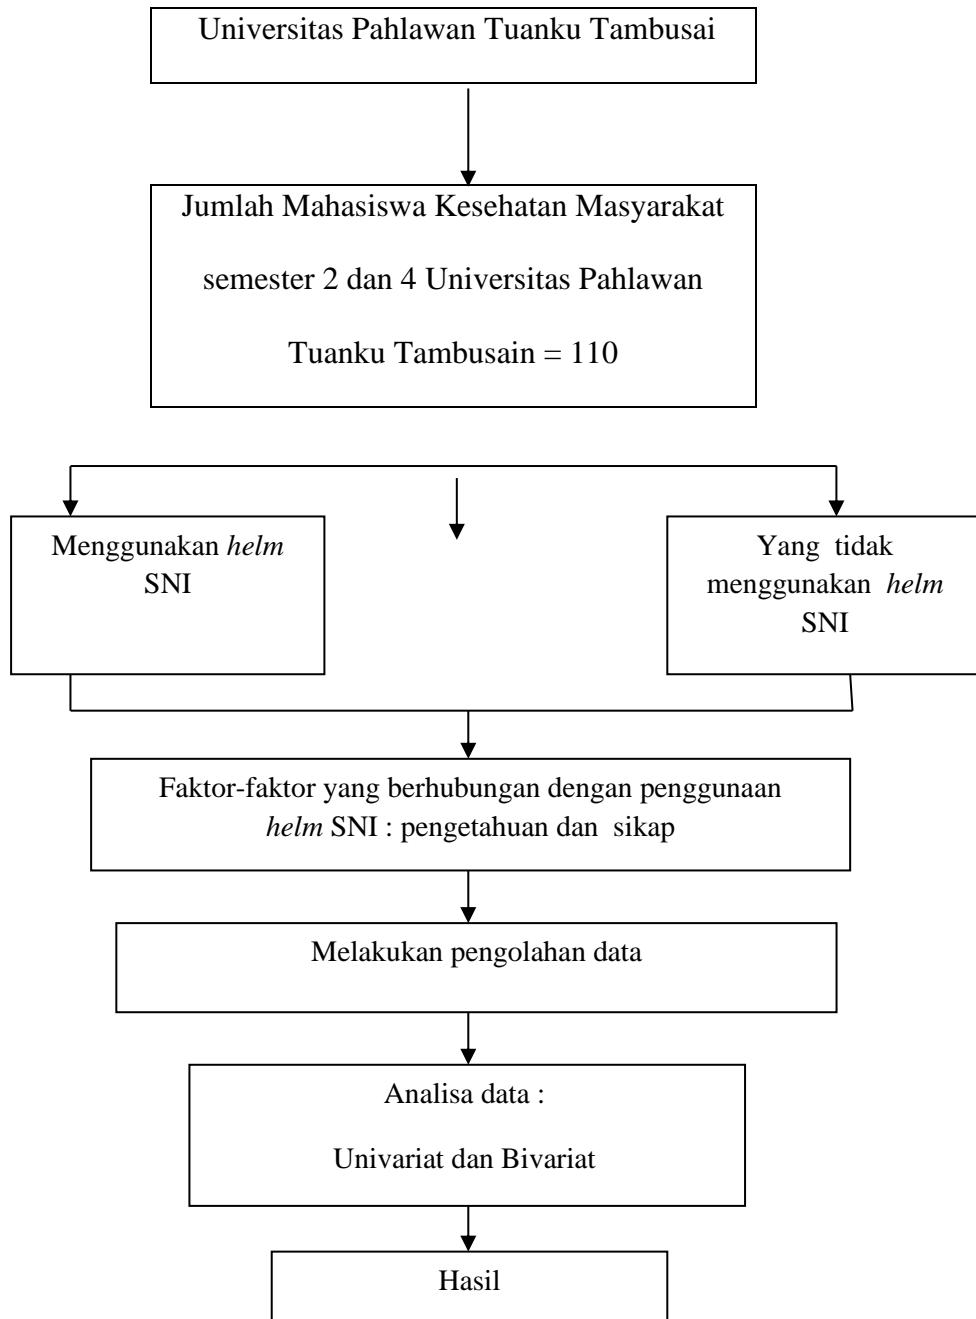 Universitas Pahlawan Tuanku Tambusai
Jumlah Mahasiswa Kesehatan Masyarakat
semester 2 dan 4 Universitas Pahlawan
Tuanku Tambusain = 110
Menggunakan helm
SNI
Yang tidak
menggunakan helm
SNI
Faktor-faktor yang berhubungan dengan penggunaan
helm SNI : pengetahuan dan sikap
Melakukan pengolahan data
Analisa data :
Univariat dan Bivariat
Hasil